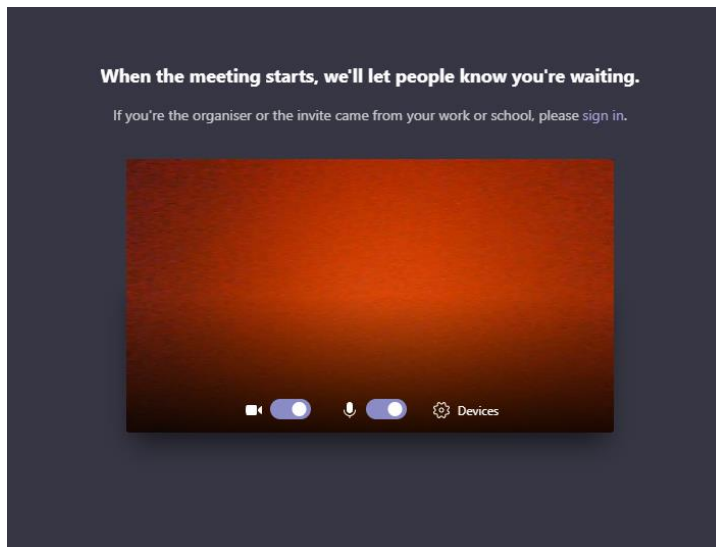 When the meeting starts, we'll let people know you're waiting.
If you're the organiser or the invite came from your work or school, please sign in.
Devices